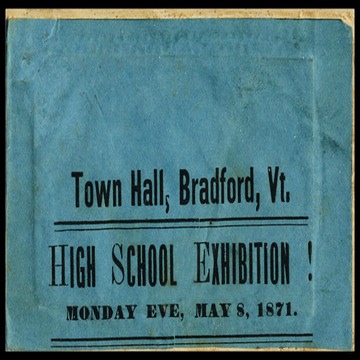 Town Hall, Bradford, Vt.
HIGH SCHOOL EXHIBITION !
MONDAY EVE, MAY 8, 1871.